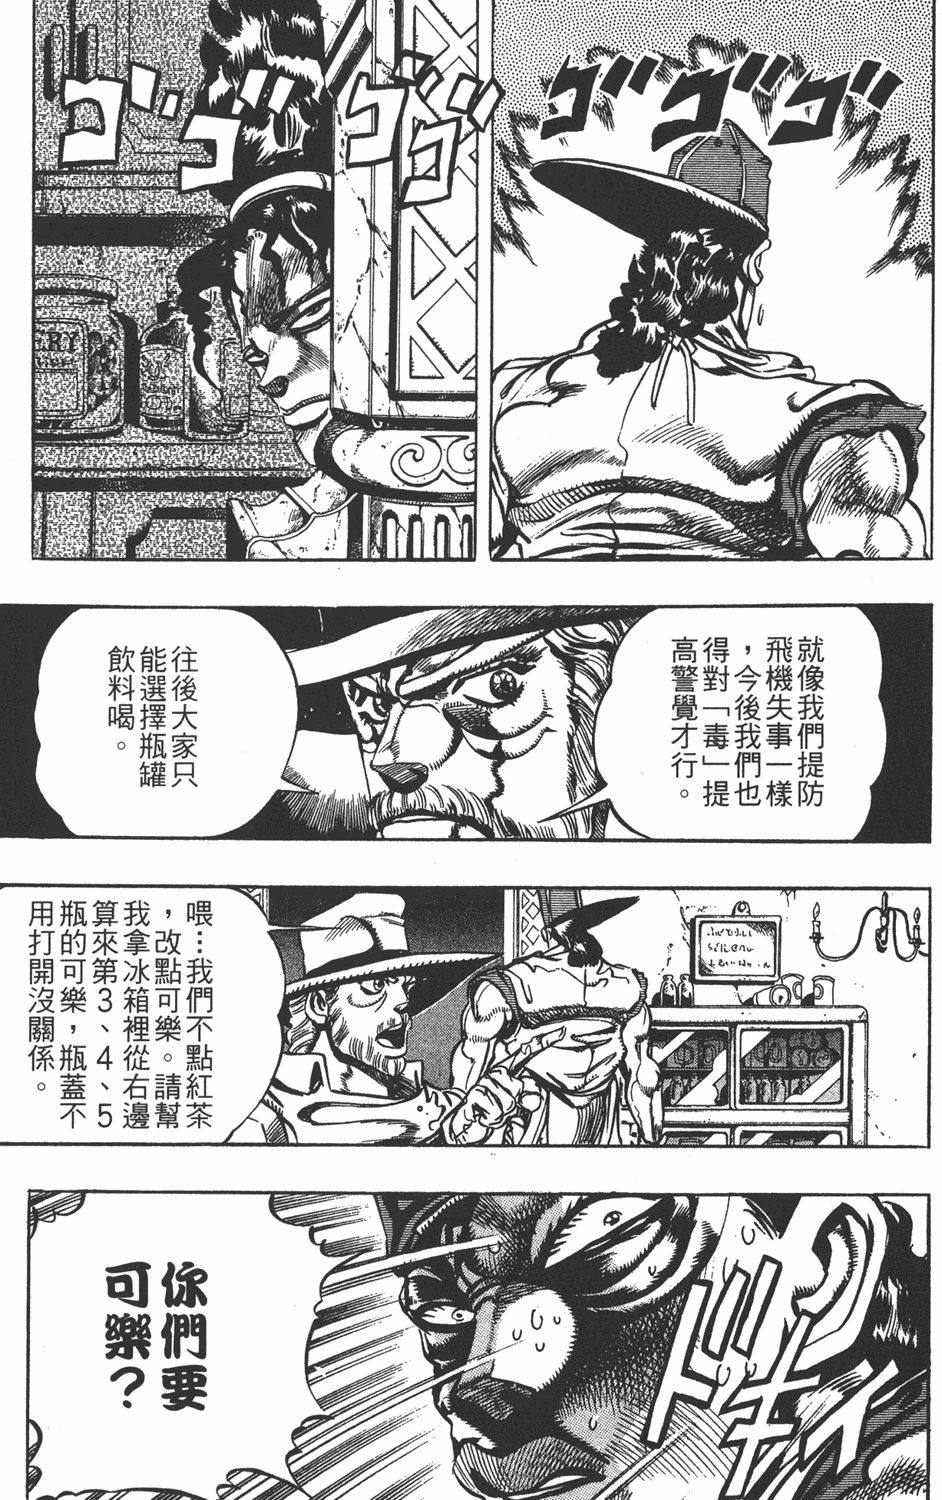 ゴゴゴゴ
ゴゴゴゴ
就像我們提防
飛機失事一樣
，今後我們也
得對「毒」提
高警覺才行。
往後大家只
能選擇瓶罐
飲料喝。
喂…我們不點紅茶
，改點可樂。請幫
我拿冰箱裡從右邊
算來第3、4、5
瓶的可樂，瓶蓋不
用打開沒關係。
ドキィ
你們要
可樂？